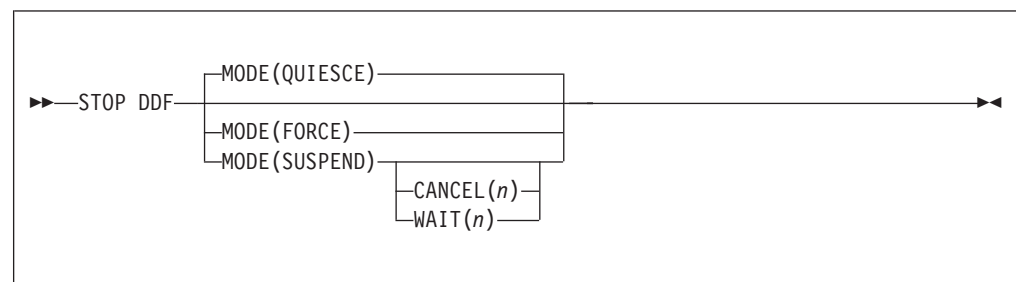 MODE(QUIESCE)
STOP DDF
MODE(FORCE)
MODE(SUSPEND)
CANCEL(n)
WAIT(n)